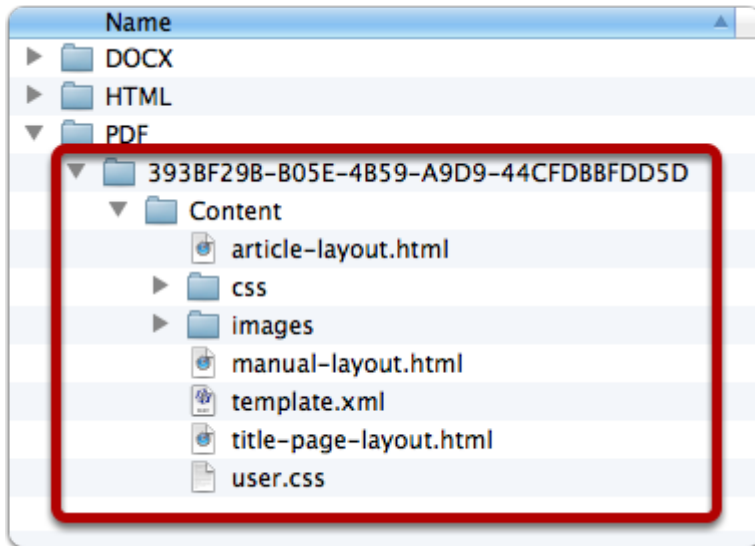 Name
DOCX
HTML
PDF
393BF29B-B05E-4B59-A9D9-44CFDBBFDD5D
Content
article-layout.html
css
images
manual-layout.html
template.xml
title-page-layout.html
user.css